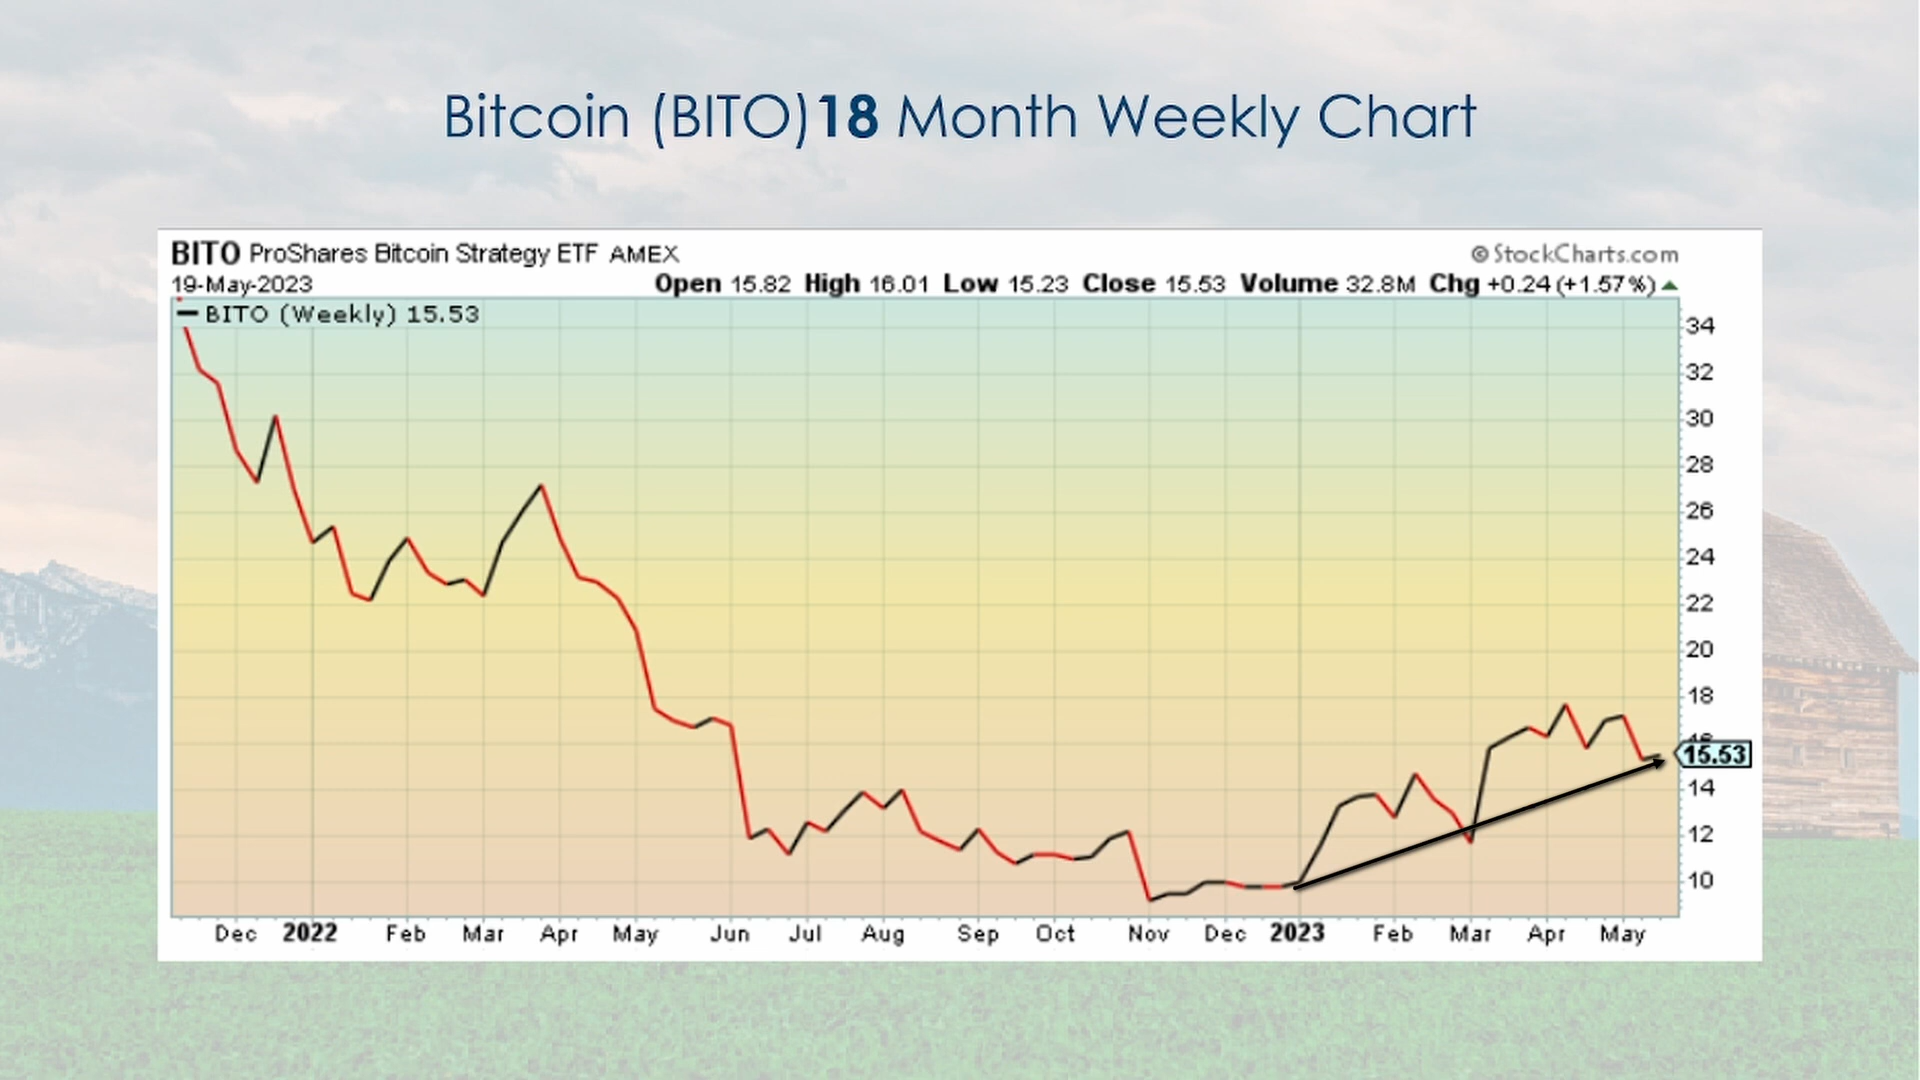 Bitcoin (BITO)18 Month Weekly Chart
BITO ProShares Bitcoin Strategy ETF AMEX © StockCharts.com
19-May-2023 Open 15.82 High 16.01 Low 15.23 Close 15.53 Volume 32.8M Chg +0.24 (+1.57%)
BITO (Weekly) 15.53
34
32
30
28
26
24
22
20
18
15.53
14
12
10
Dec 2022 Feb Mar Apr May Jun Jul Aug Sep Oct Nov Dec 2023 Feb Mar Apr May